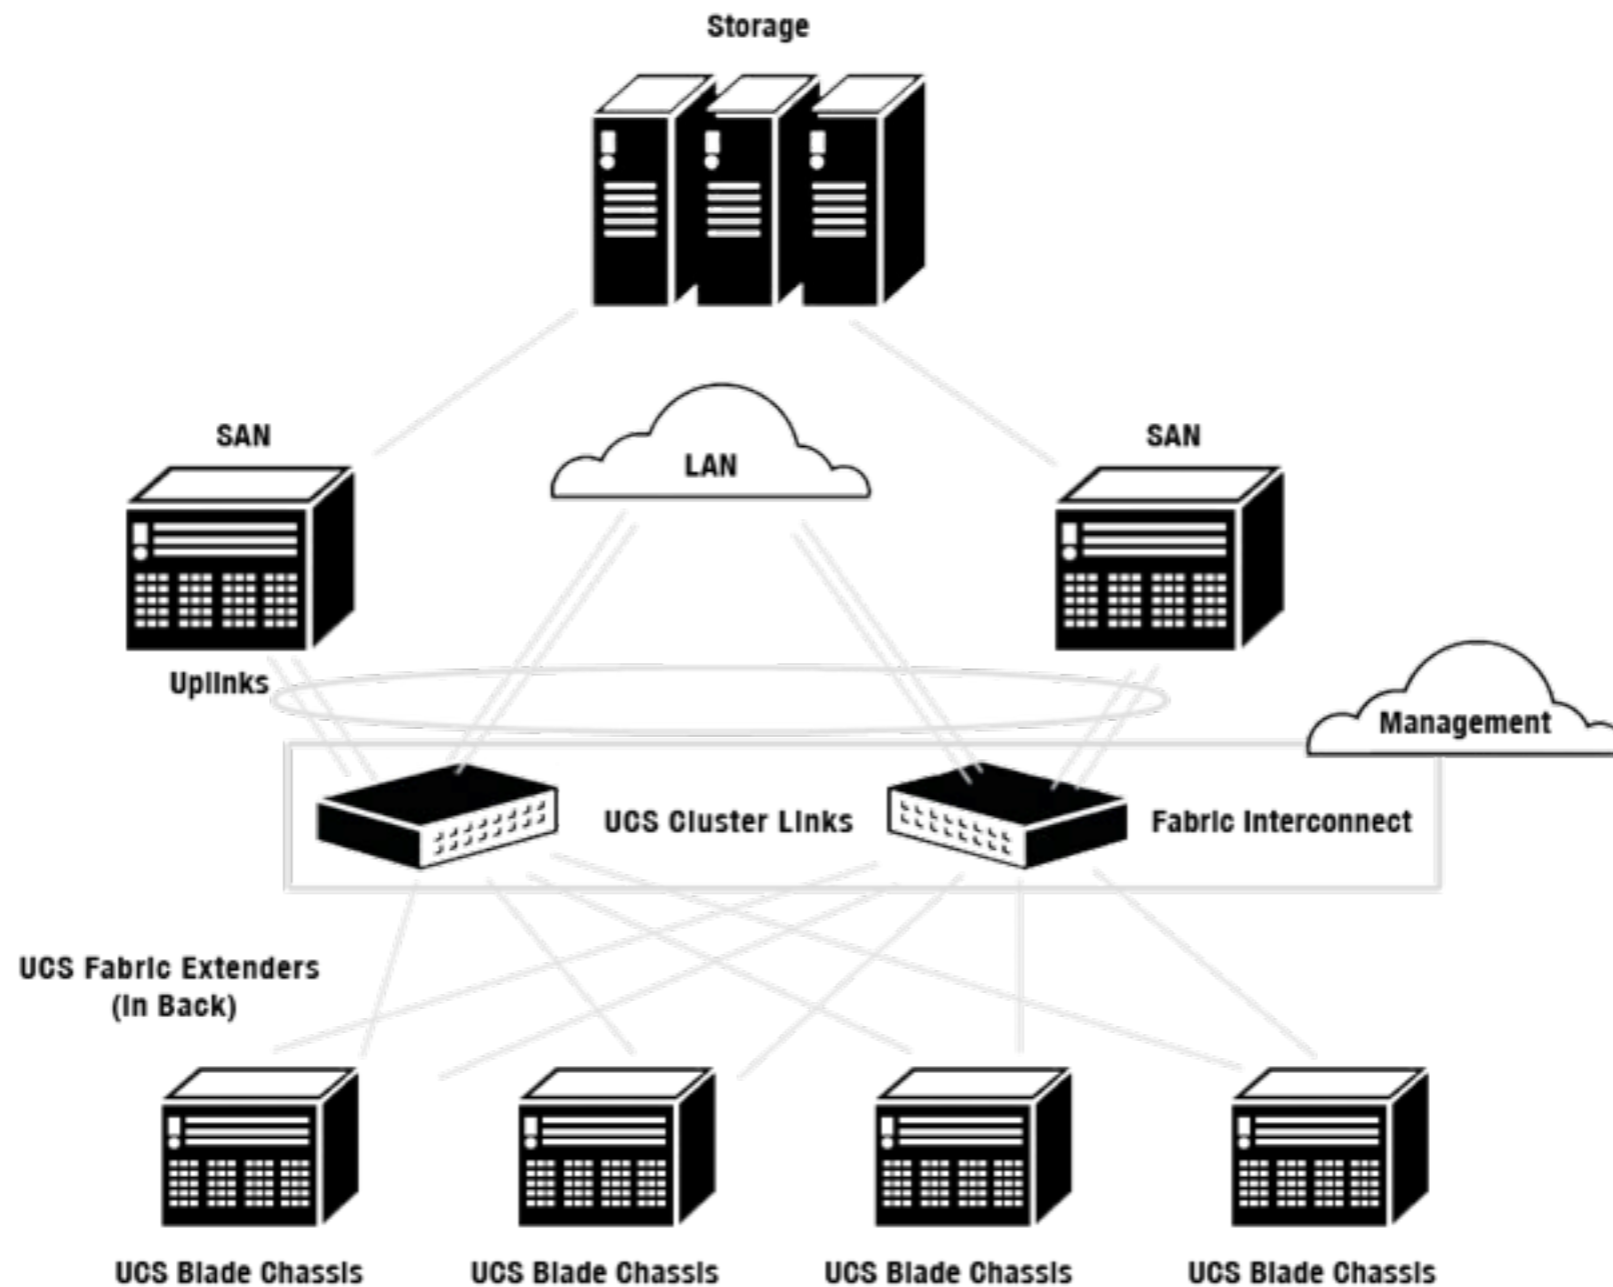 Storage
SAN
LAN
SAN
Uplinks
Management
UCS Cluster Links
Fabric Interconnect
UCS Fabric Extenders
(In Back)
UCS Blade Chassis
UCS Blade Chassis
UCS Blade Chassis
UCS Blade Chassis